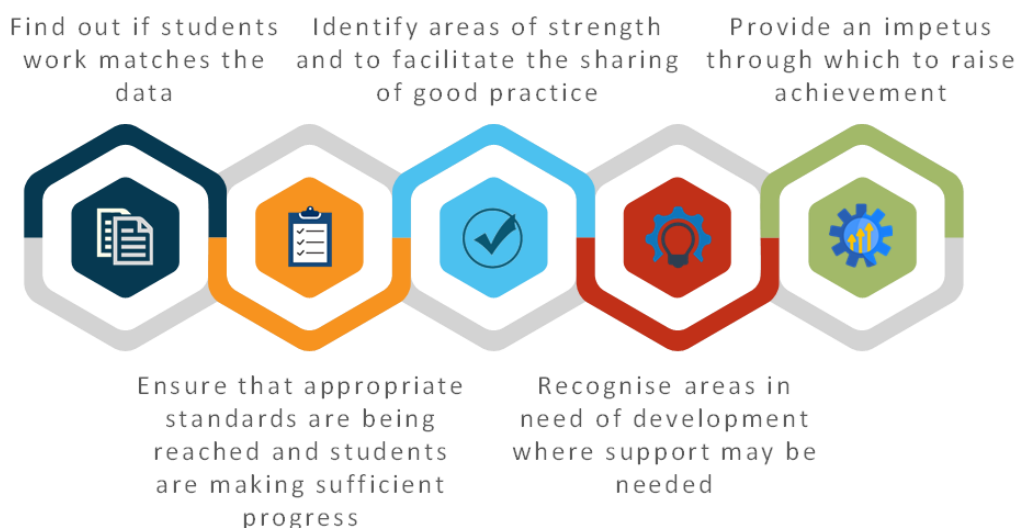 Find out if students
work matches the
data
Identify areas of strength
and to facilitate the sharing
of good practice
Provide an impetus
through which to raise
achievement
Ensure that appropriate
standards are being
reached and students
are making sufficient
progress
Recognise areas in
need of development
where support may be
needed